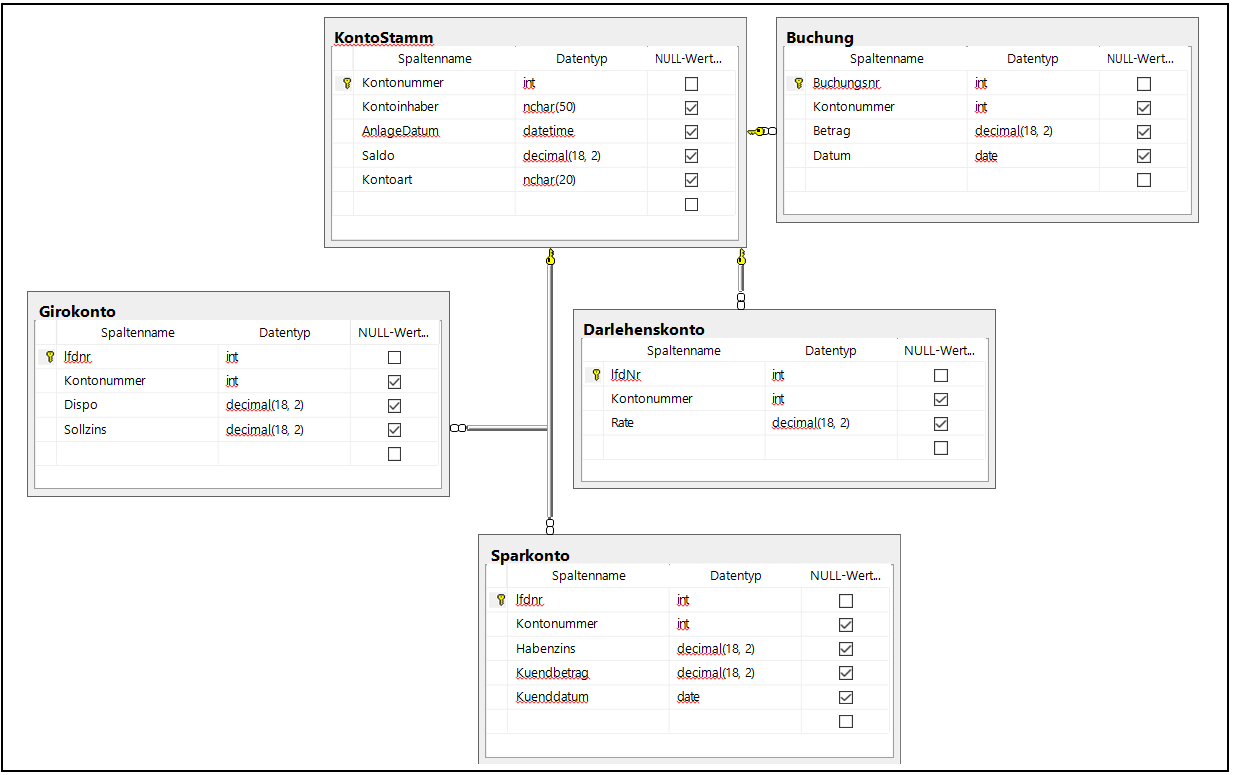 KontoStamm
Spaltenname Datentyp NULL-Wert...
Kontonummer int
Kontoinhaber nchar(50)
AnlageDatum datetime
Saldo decimal(18, 2)
Kontoart nchar(20)
Buchung
Spaltenname Datentyp NULL-Wert...
Buchungsnr int
Kontonummer int
Betrag decimal(18, 2)
Datum date
Girokonto
Spaltenname Datentyp NULL-Wert...
lfdnr int
Kontonummer int
Dispo decimal(18, 2)
Sollzins decimal(18, 2)
Darlehenskonto
Spaltenname Datentyp NULL-Wert...
lfdNr int
Kontonummer int
Rate decimal(18, 2)
Sparkonto
Spaltenname Datentyp NULL-Wert...
lfdnr int
Kontonummer int
Habenzins decimal(18, 2)
Kuendbetrag decimal(18, 2)
Kuenddatum date